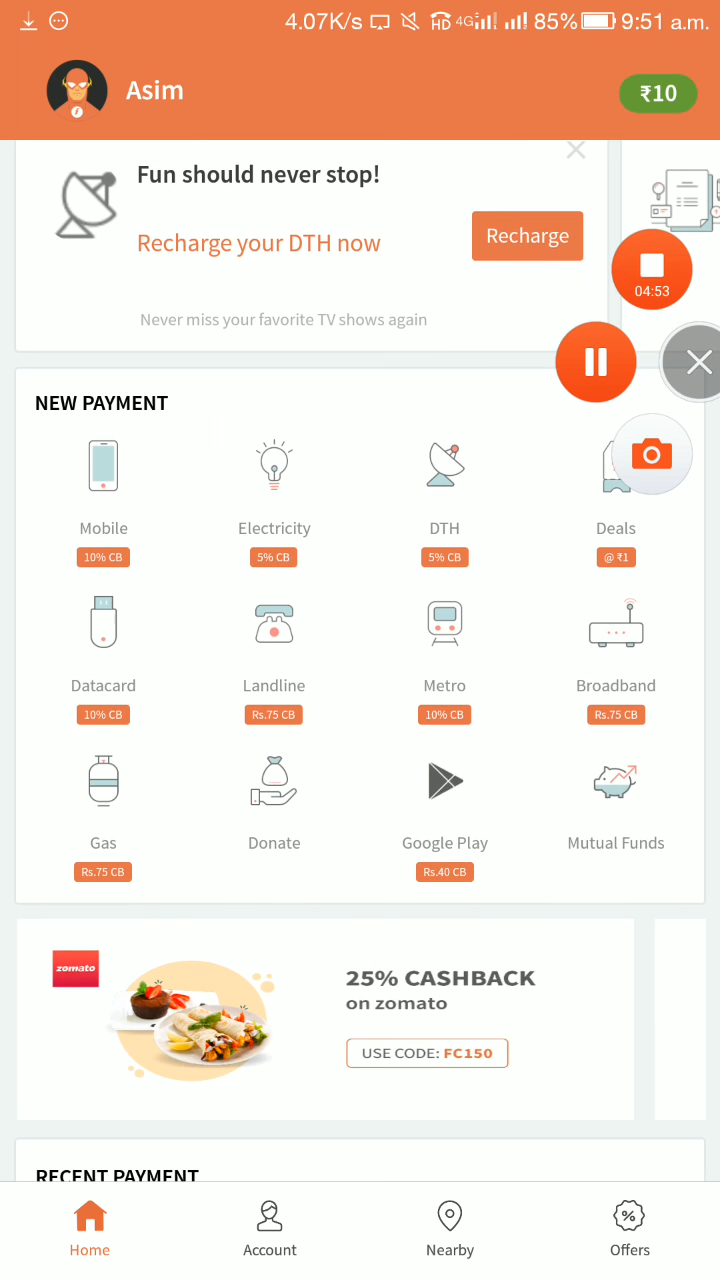 4.07K/s HD 4G 85% 9:51 a.m.
Asim
₹10
Fun should never stop!
Recharge your DTH now
Recharge
Never miss your favorite TV shows again
04:53
NEW PAYMENT
Mobile Electricity DTH Deals
10% CB 5% CB 5% CB @ ₹1
Datacard Landline Metro Broadband
10% CB Rs.75 CB 10% CB Rs.75 CB
Gas Donate Google Play Mutual Funds
Rs.75 CB Rs.40 CB
zomato
25% CASHBACK
on zomato
USE CODE: FC150
RECENT PAYMENT
Home Account Nearby Offers